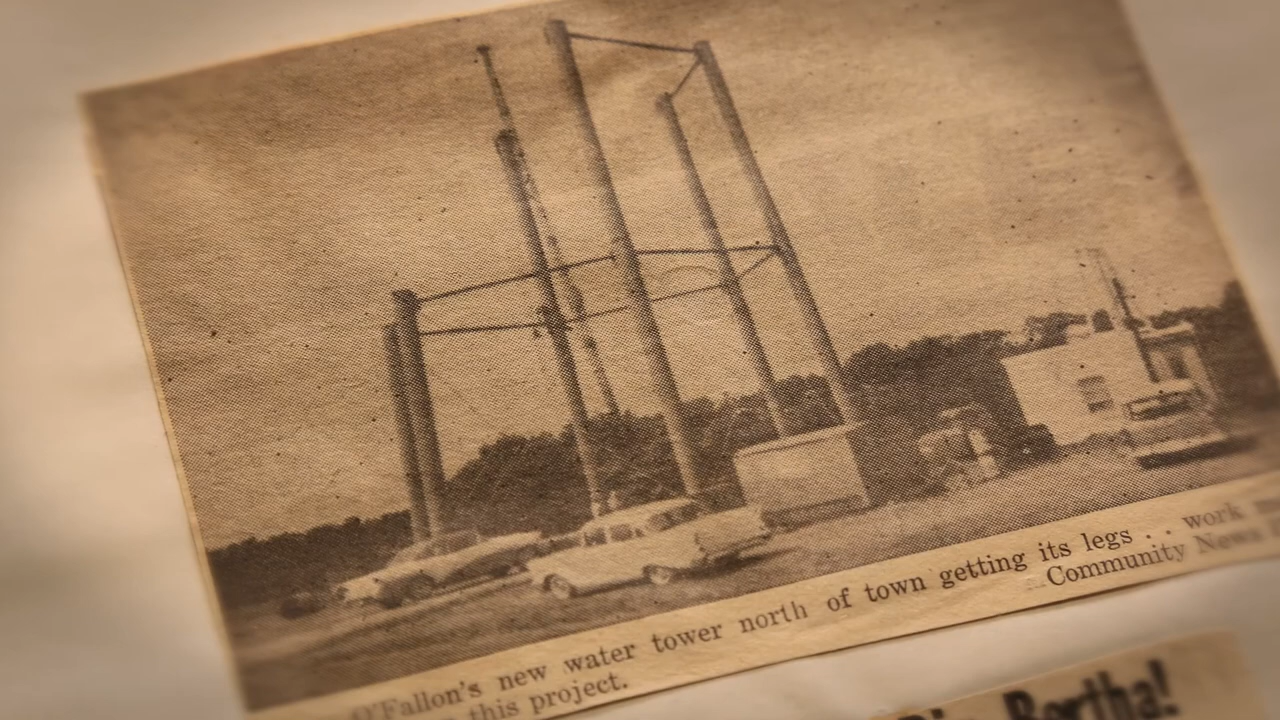 O'Fallon's new water tower north of town getting its legs . . work
this project.
Community News
Bertha!